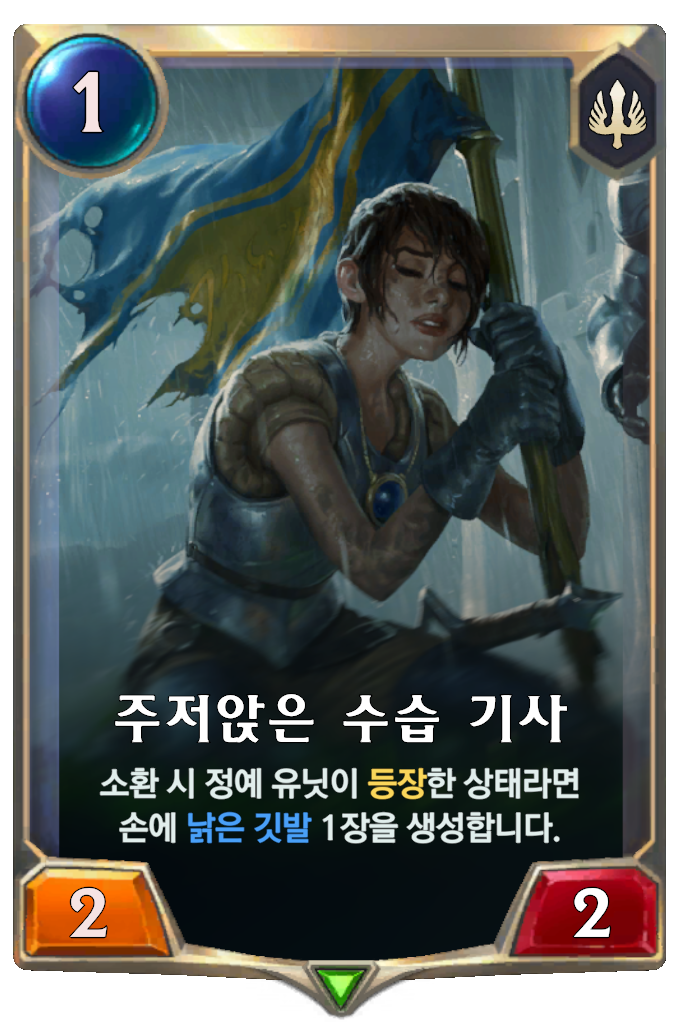 1
주저앉은 수습 기사
소환 시 정예 유닛이 등장한 상태라면
손에 낡은 깃발 1장을 생성합니다.
2
2